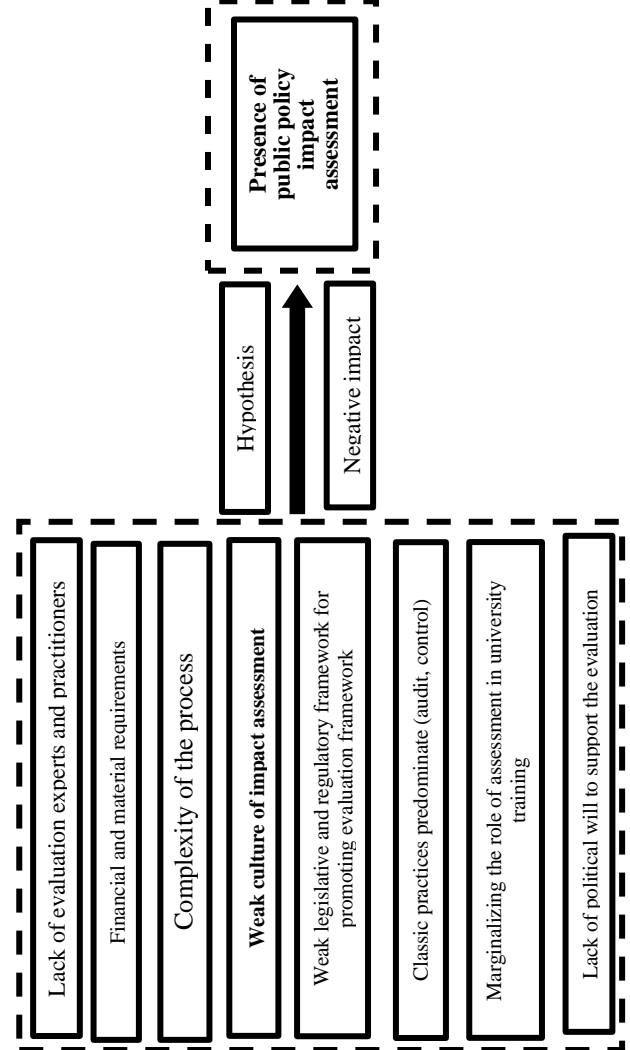 Lack of evaluation experts and practitioners
Financial and material requirements
Complexity of the process
Weak culture of impact assessment
Weak legislative and regulatory framework for
promoting evaluation framework
Classic practices predominate (audit, control)
Marginalizing the role of assessment in university
training
Lack of political will to support the evaluation
Hypothesis
Negative impact
Presence of
public policy
impact
assessment